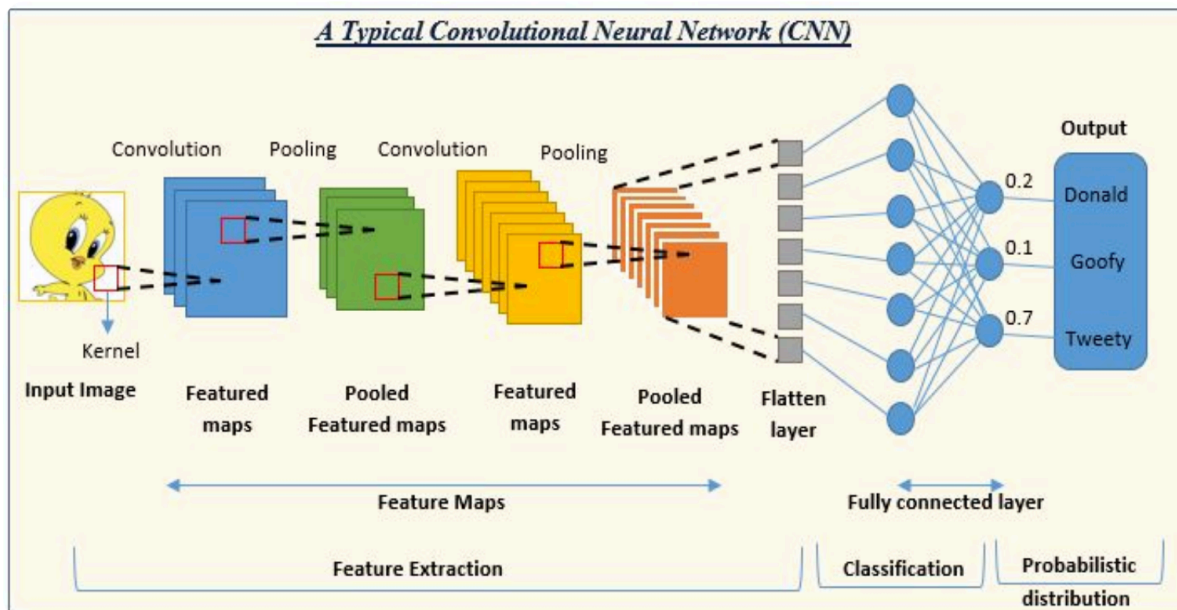 A Typical Convolutional Neural Network (CNN)
Convolution
Pooling
Convolution
Pooling
Output
0.2
Donald
0.1
Goofy
0.7
Tweety
Kernel
Input Image
Featured
maps
Pooled
Featured maps
Featured
maps
Pooled
Featured maps
Flatten
layer
Feature Maps
Fully connected layer
Feature Extraction
Classification
Probabilistic
distribution